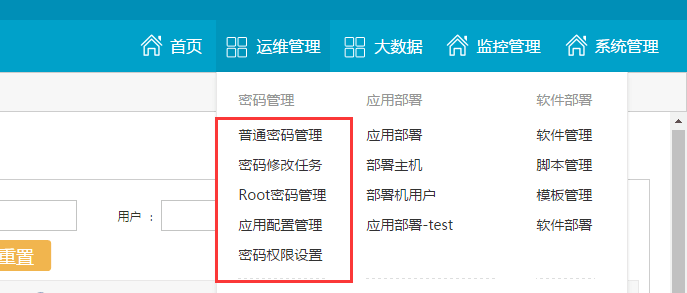 首页 运维管理 大数据 监控管理 系统管理
密码管理 应用部署 软件部署
普通密码管理 应用部署 软件管理
密码修改任务 部署主机 脚本管理
Root密码管理 部署机用户 模板管理
用户 ： 应用配置管理 应用部署-test 软件部署
重置 密码权限设置